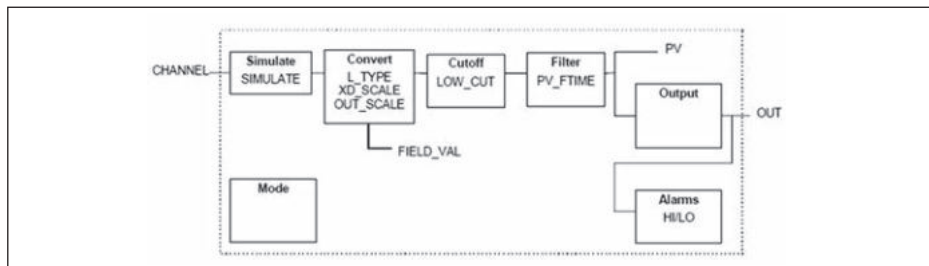 CHANNEL
Simulate
SIMULATE
Convert
L_TYPE
XD_SCALE
OUT_SCALE
FIELD_VAL
Cutoff
LOW_CUT
Filter
PV_FTIME
PV
Output
OUT
Mode
Alarms
HI/LO